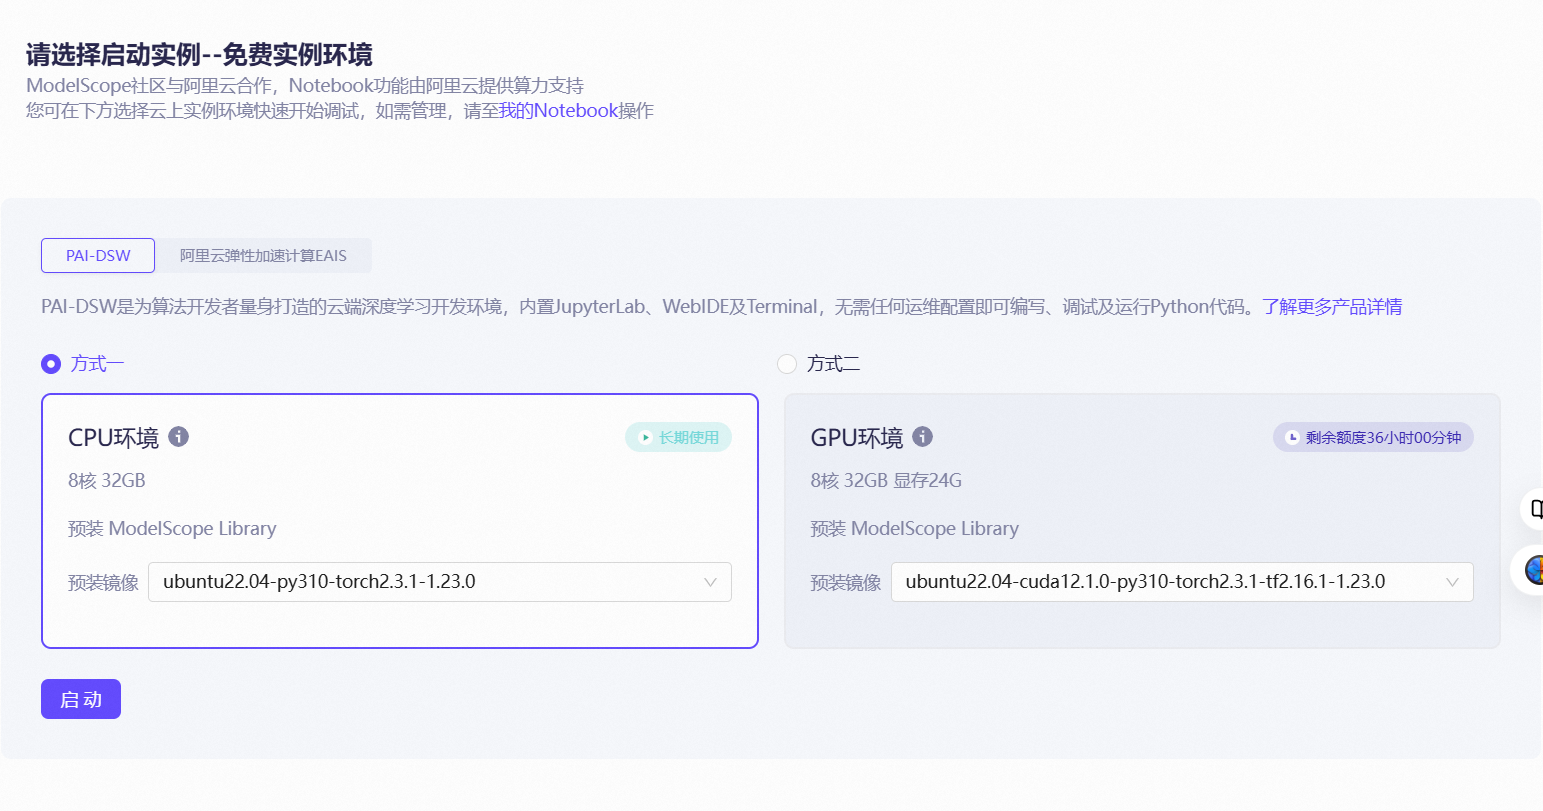 请选择启动实例--免费实例环境
ModelScope社区与阿里云合作，Notebook功能由阿里云提供算力支持
您可在下方选择云上实例环境快速开始调试，如需管理，请至我的Notebook操作
PAI-DSW
阿里云弹性加速计算EAIS
PAI-DSW是为算法开发者量身打造的云端深度学习开发环境，内置JupyterLab、WebIDE及Terminal，无需任何运维配置即可编写、调试及运行Python代码。了解更多产品详情
方式一
CPU环境
长期使用
8核 32GB
预装 ModelScope Library
预装镜像 ubuntu22.04-py310-torch2.3.1-1.23.0
方式二
GPU环境
剩余额度36小时00分钟
8核 32GB 显存24G
预装 ModelScope Library
预装镜像 ubuntu22.04-cuda12.1.0-py310-torch2.3.1-tf2.16.1-1.23.0
启动